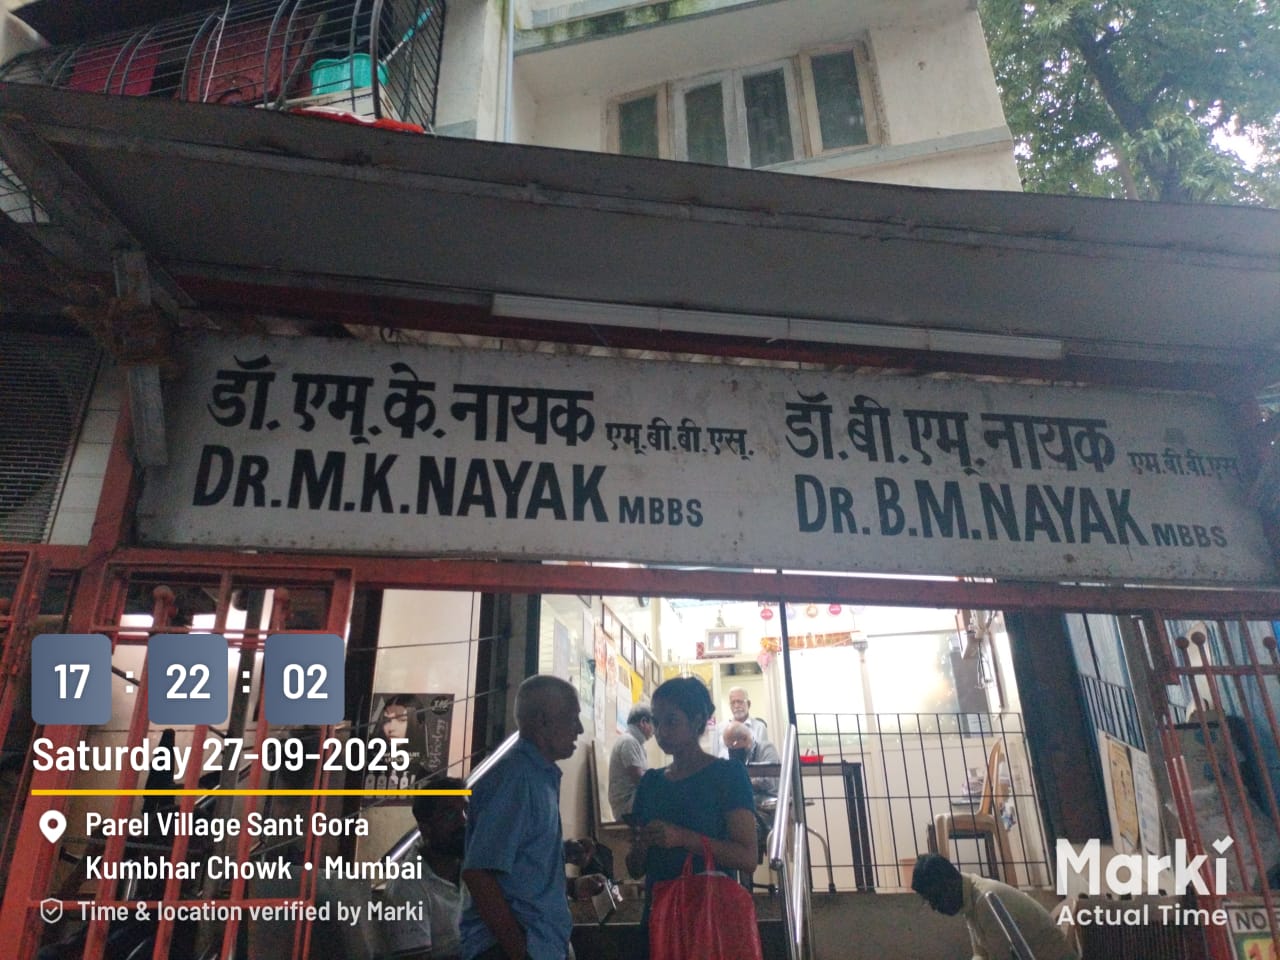 डॉ. एम्. के. नायक एम्.बी.बी.एस्.
DR. M. K. NAYAK MBBS
डॉ. बी. एम्. नायक एम्.बी.बी.एस्
DR. B. M. NAYAK MBBS
17 : 22 : 02
Saturday 27-09-2025
Parel Village Sant Gora
Kumbhar Chowk • Mumbai
Time & location verified by Marki
Marki
Actual Time
NO